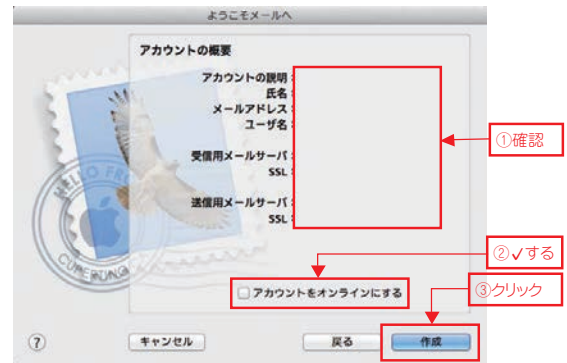 ようこそメールへ
アカウントの概要
アカウントの説明：
氏名：
メールアドレス：
ユーザ名：
受信用メールサーバ：
SSL：
送信用メールサーバ：
SSL：
①確認
②✓する
アカウントをオンラインにする
③クリック
?
キャンセル
戻る
作成
HELLO FR
CUPERTINO